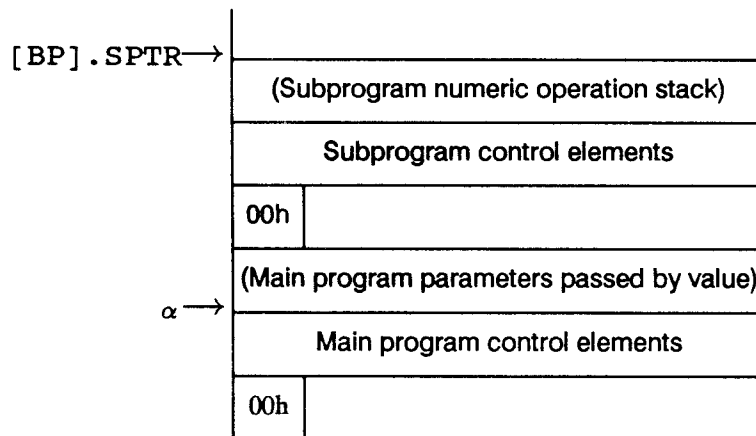 [BP].SPTR→
(Subprogram numeric operation stack)
Subprogram control elements
00h
(Main program parameters passed by value)
α→
Main program control elements
00h